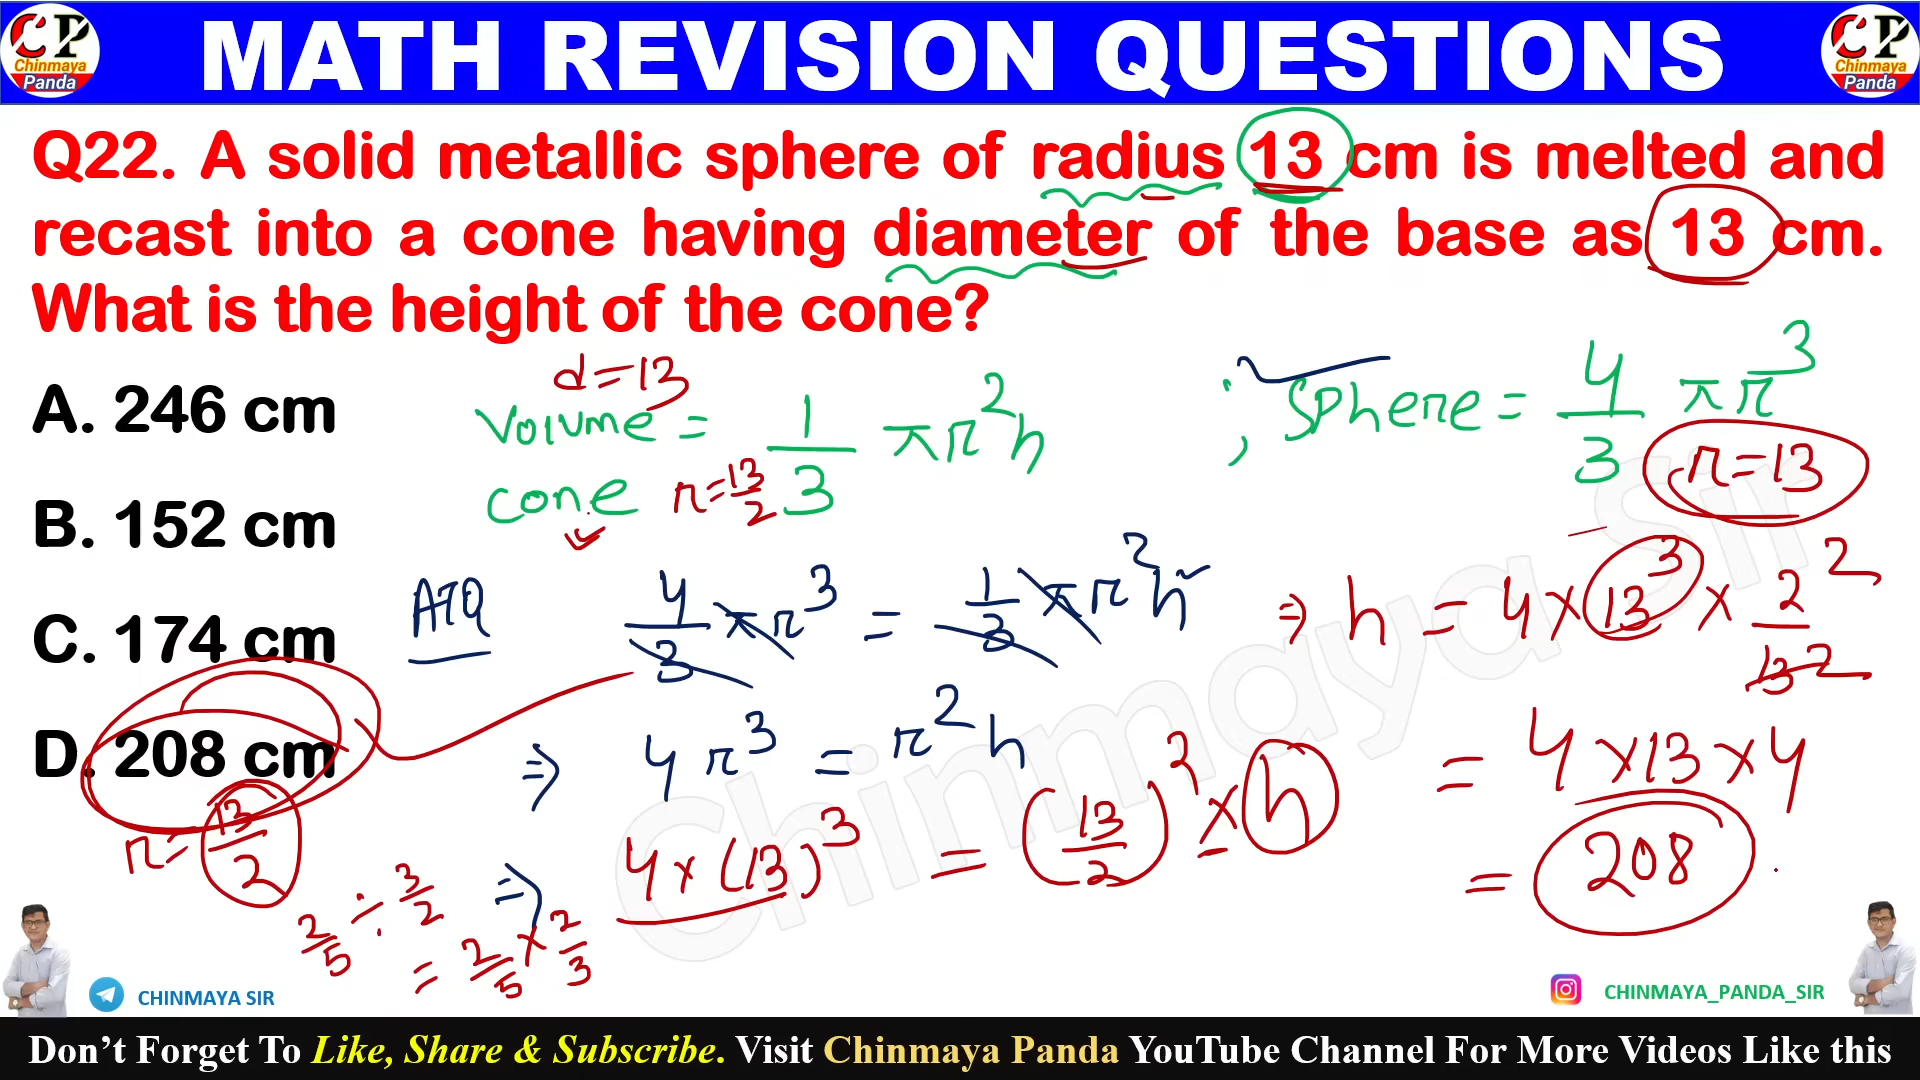 CP Chinmaya Panda
MATH REVISION QUESTIONS
CP Chinmaya Panda
Q22. A solid metallic sphere of radius 13 cm is melted and
recast into a cone having diameter of the base as 13 cm.
What is the height of the cone?
A. 246 cm
B. 152 cm
C. 174 cm
D. 208 cm
d=13
Volume cone = 1/3 πr²h
r=13/2
; Sphere = 4/3 πr³
r=13
ATQ
4/3 πr³ = 1/3 πr²h
⇒ 4r³ = r²h
⇒ 4×(13)³ = (13/2)² × h
⇒ h = 4×13³×2²/13²
= 4×13×4
= 208
r=13/2
2/5 ÷ 3/2
= 2/5 × 2/3
Chinmaya Sir
CHINMAYA SIR
CHINMAYA_PANDA_SIR
Don't Forget To Like, Share & Subscribe. Visit Chinmaya Panda YouTube Channel For More Videos Like this